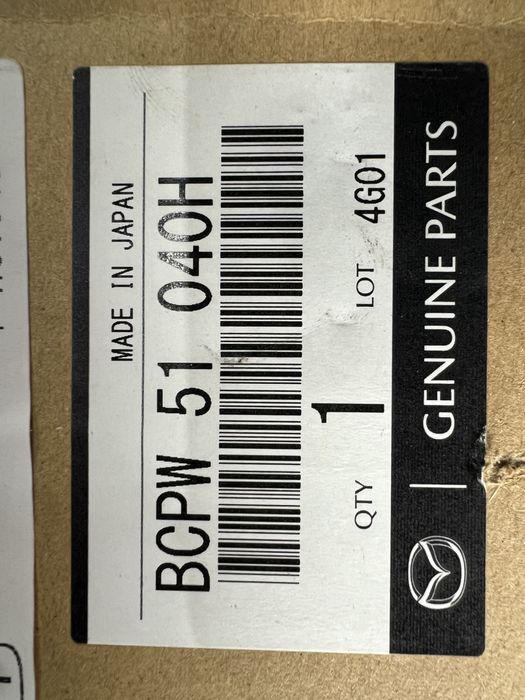 MADE IN JAPAN
BCPW 51 040H
QTY 1 LOT 4G01
GENUINE PARTS